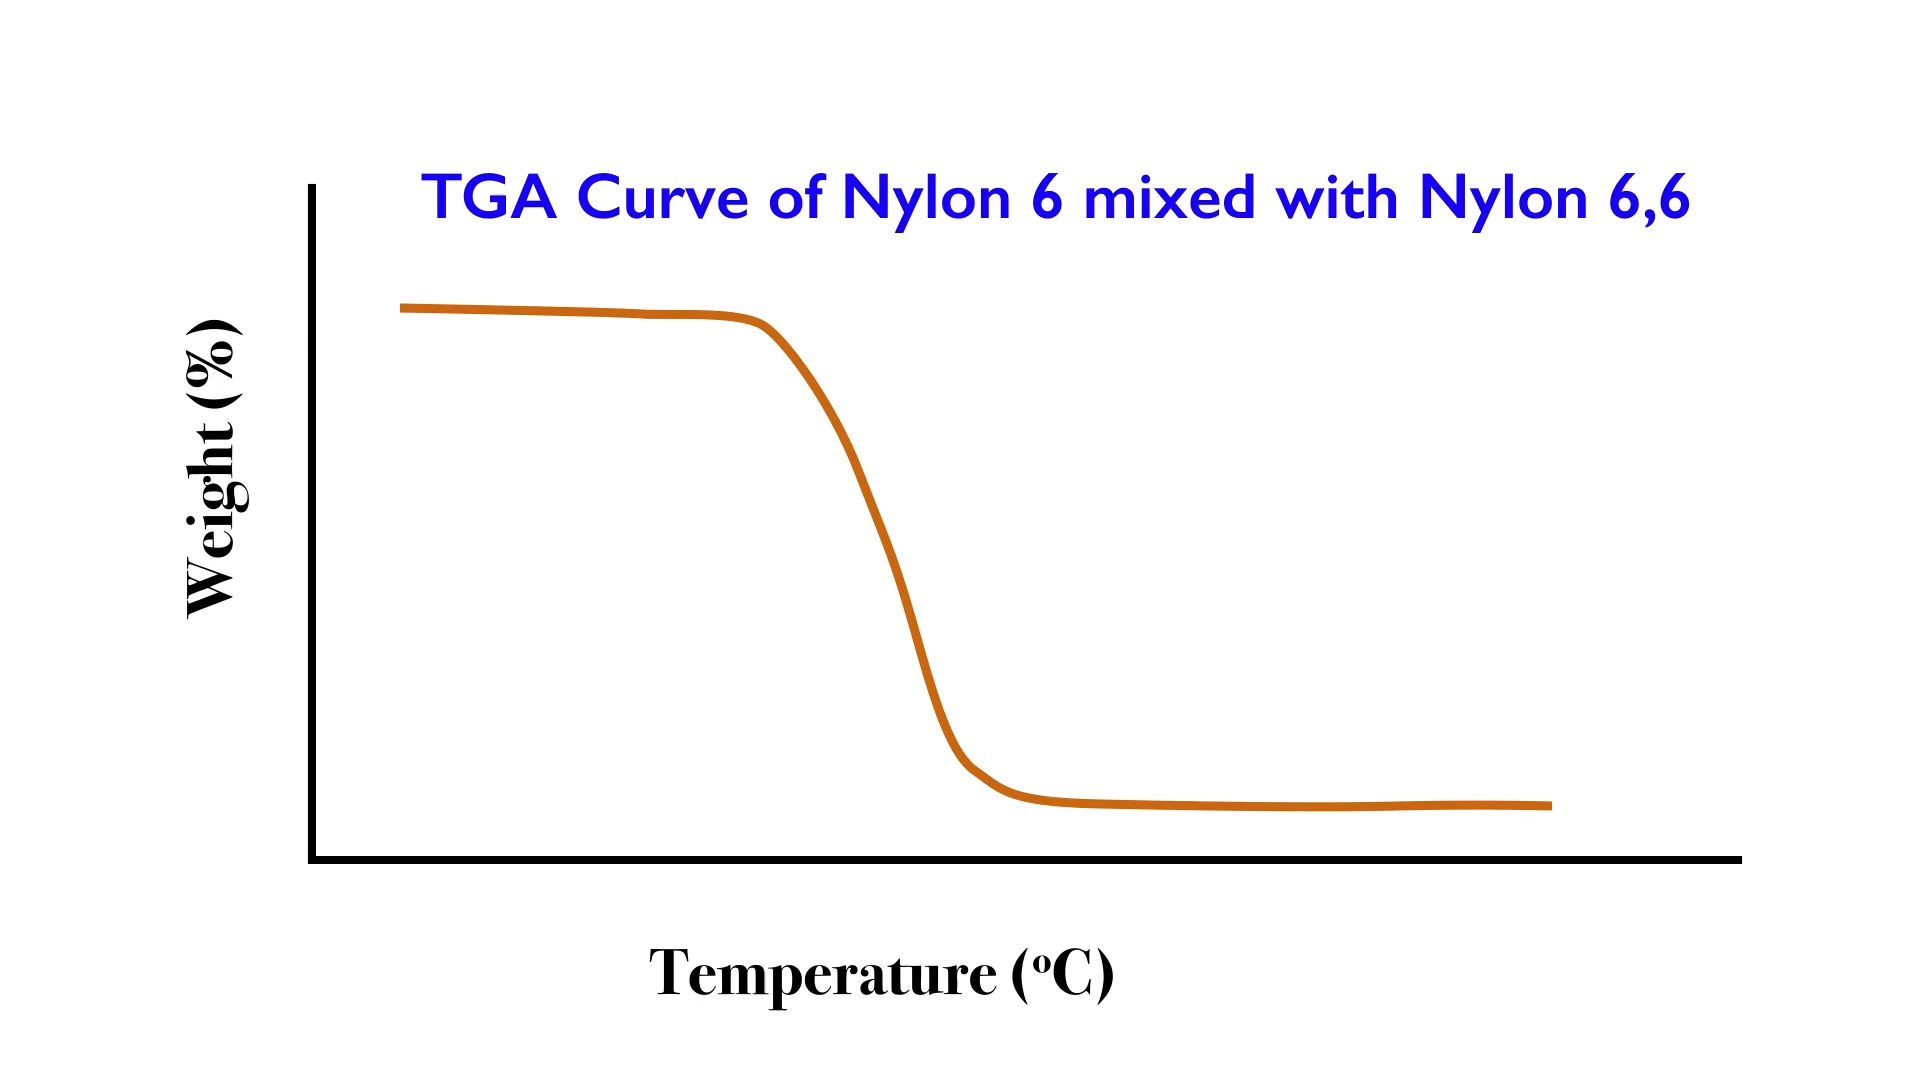 TGA Curve of Nylon 6 mixed with Nylon 6,6
Weight (%)
Temperature (ºC)